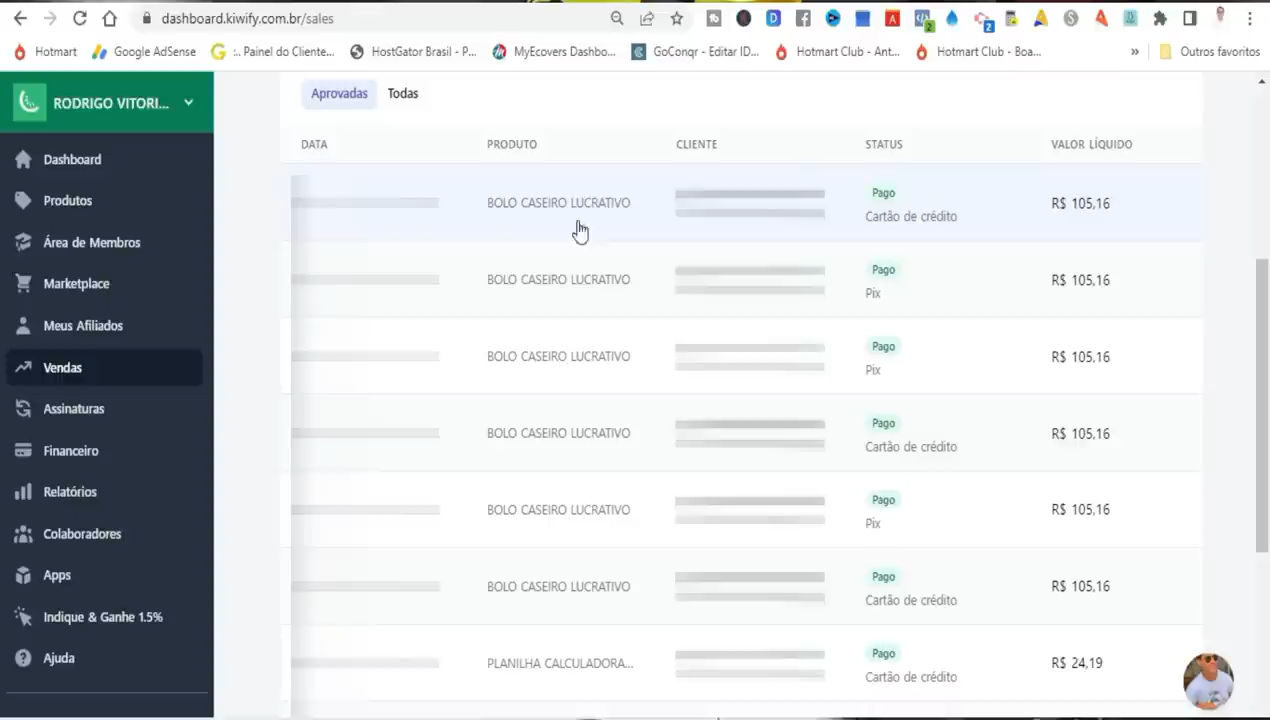 dashboard.kiwify.com.br/sales
Hotmart
Google AdSense
:. Painel do Cliente...
HostGator Brasil - P...
MyEcovers Dashbo...
GoConqr - Editar ID...
Hotmart Club - Ant...
Hotmart Club - Boa...
»
Outros favoritos
RODRIGO VITORI...
Dashboard
Produtos
Área de Membros
Marketplace
Meus Afiliados
Vendas
Assinaturas
Financeiro
Relatórios
Colaboradores
Apps
Indique & Ganhe 1.5%
Ajuda
Aprovadas Todas
DATA PRODUTO CLIENTE STATUS VALOR LÍQUIDO
BOLO CASEIRO LUCRATIVO Pago R$ 105,16
Cartão de crédito
BOLO CASEIRO LUCRATIVO Pago R$ 105,16
Pix
BOLO CASEIRO LUCRATIVO Pago R$ 105,16
Pix
BOLO CASEIRO LUCRATIVO Pago R$ 105,16
Cartão de crédito
BOLO CASEIRO LUCRATIVO Pago R$ 105,16
Pix
BOLO CASEIRO LUCRATIVO Pago R$ 105,16
Cartão de crédito
PLANILHA CALCULADORA... Pago R$ 24,19
Cartão de crédito